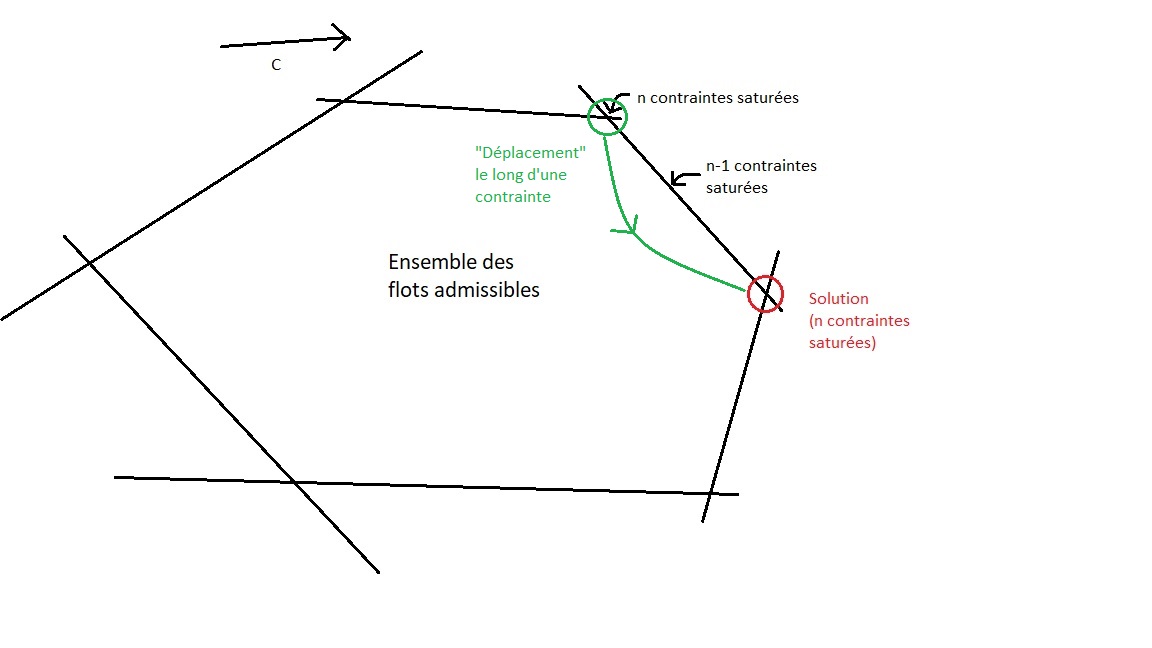 C
n contraintes saturées
"Déplacement"
le long d'une
contrainte
n-1 contraintes
saturées
Ensemble des
flots admissibles
Solution
(n contraintes
saturées)